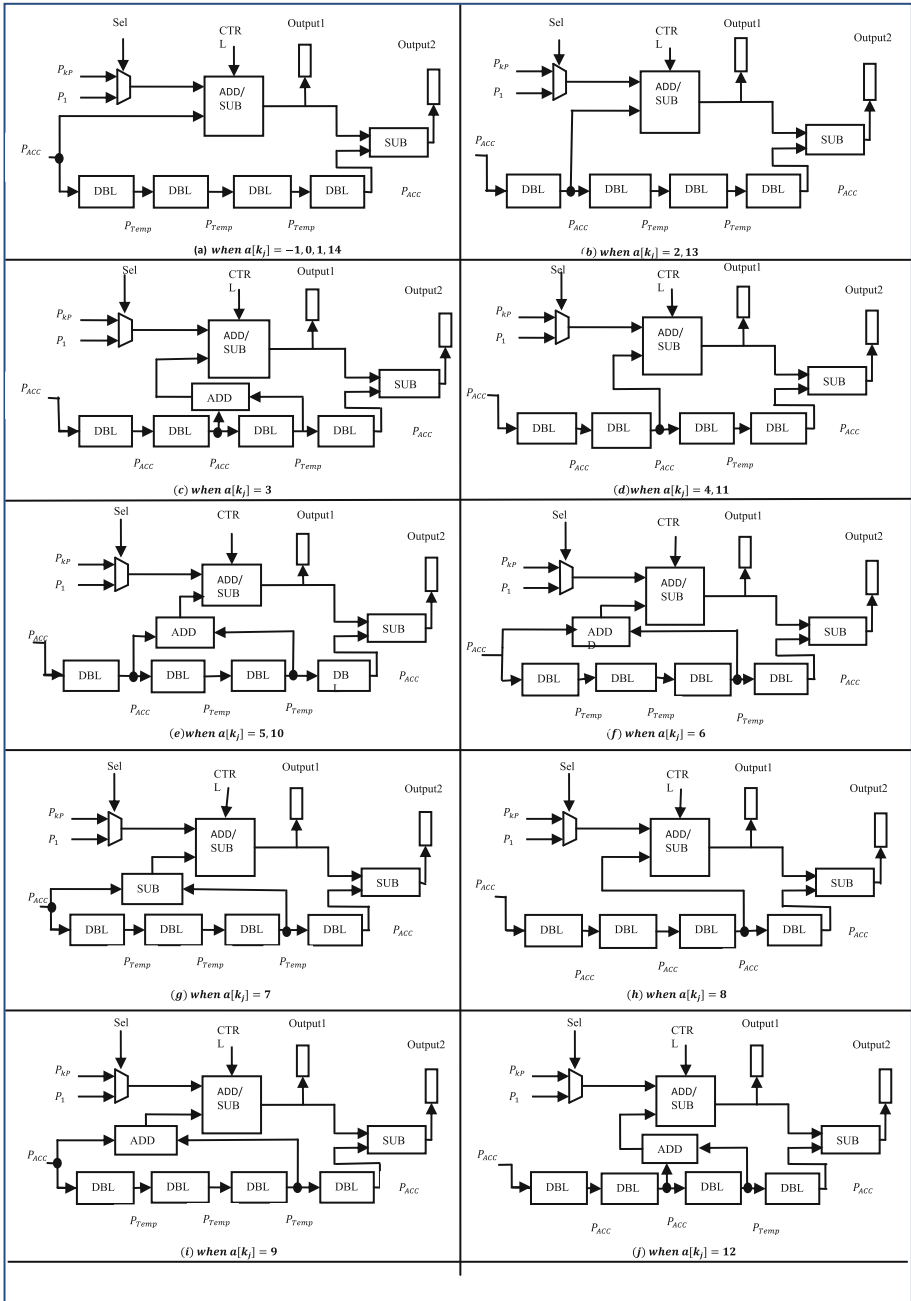 Sel
CTR
L
Output1
Output2
P_kP
P_1
ADD/
SUB
SUB
P_ACC
DBL DBL DBL DBL
P_ACC
P_Temp P_Temp P_Temp
(a) when a[k_j] = −1, 0, 1, 14
Sel
CTR
L
Output1
Output2
P_kP
P_1
ADD/
SUB
SUB
P_ACC
DBL DBL DBL DBL
P_ACC
P_ACC P_Temp P_Temp
(b) when a[k_j] = 2, 13
Sel
CTR
L
Output1
Output2
P_kP
P_1
ADD/
SUB
SUB
P_ACC
ADD
DBL DBL DBL DBL
P_ACC
P_ACC P_ACC P_Temp
(c) when a[k_j] = 3
Sel
CTR
L
Output1
Output2
P_kP
P_1
ADD/
SUB
SUB
P_ACC
DBL DBL DBL DBL
P_ACC
P_ACC P_ACC P_Temp
(d)when a[k_j] = 4, 11
Sel
CTR
L
Output1
Output2
P_kP
P_1
ADD/
SUB
SUB
ADD
P_ACC
DBL DBL DBL DB
P_ACC
P_ACC P_Temp P_Temp
(e)when a[k_j] = 5, 10
Sel
CTR
L
Output1
Output2
P_kP
P_1
ADD/
SUB
SUB
ADD
D
P_ACC
DBL DBL DBL DBL
P_ACC
P_Temp P_Temp P_Temp
(f) when a[k_j] = 6
Sel
CTR
L
Output1
Output2
P_kP
P_1
ADD/
SUB
SUB
SUB
P_ACC
DBL DBL DBL DBL
P_ACC
P_Temp P_Temp P_Temp
(g) when a[k_j] = 7
Sel
CTR
L
Output1
Output2
P_kP
P_1
ADD/
SUB
SUB
P_ACC
DBL DBL DBL DBL
P_ACC
P_ACC P_ACC P_ACC
(h) when a[k_j] = 8
Sel
CTR
L
Output1
Output2
P_kP
P_1
ADD/
SUB
ADD
SUB
P_ACC
DBL DBL DBL DBL
P_ACC
P_Temp P_Temp P_Temp
(i) when a[k_j] = 9
Sel
CTR
L
Output1
Output2
P_kP
P_1
ADD/
SUB
SUB
ADD
P_ACC
DBL DBL DBL DBL
P_ACC
P_ACC P_ACC P_Temp
(j) when a[k_j] = 12